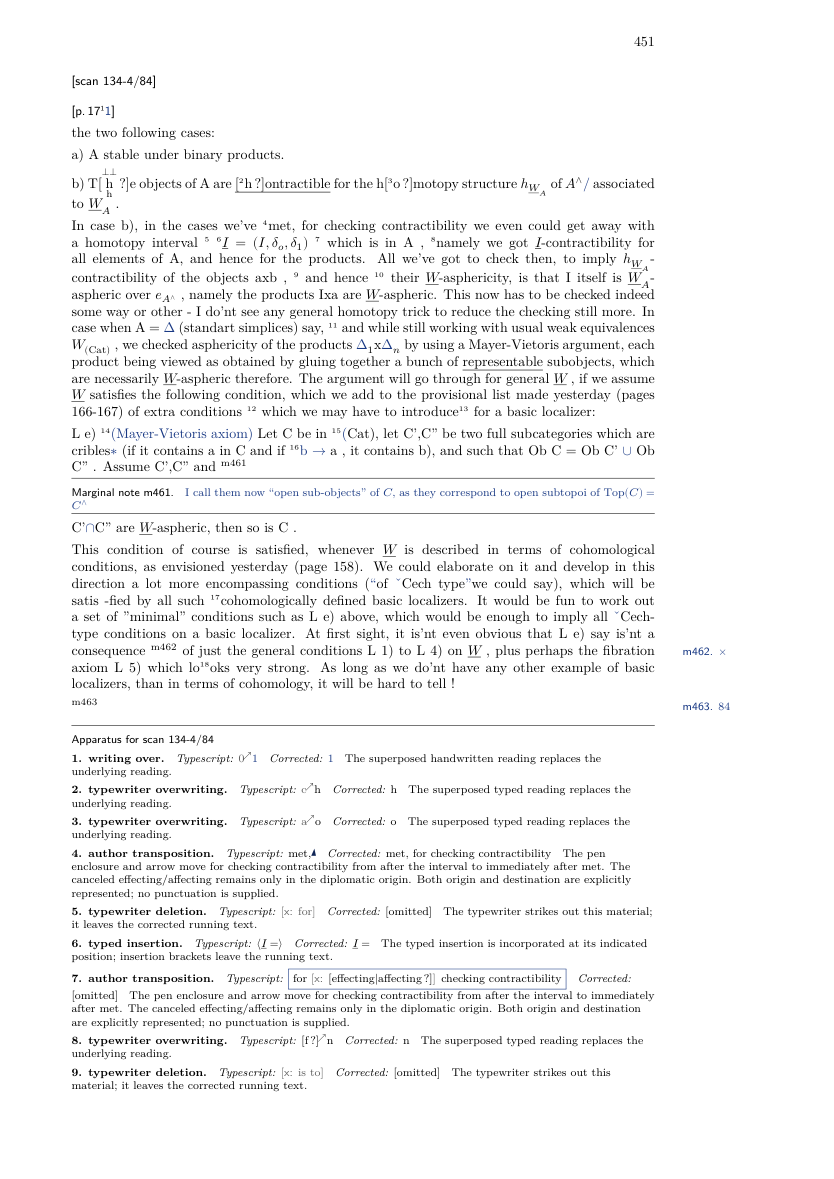 451
[scan 134-4/84]
[p. 17¹1]
the two following cases:
a) A stable under binary products.
b) T[ h ?]e objects of A are [²h ?]ontractible for the h[³o ?]motopy structure h_{W_A} of A^/ associated
to W_A .
In case b), in the cases we've ⁴met, for checking contractibility we even could get away with
a homotopy interval ⁵ ⁶I = (I, δₒ, δ₁) ⁷ which is in A , ⁸namely we got I-contractibility for
all elements of A, and hence for the products. All we've got to check then, to imply h_{W_A}-
contractibility of the objects axb , ⁹ and hence ¹⁰ their W-asphericity, is that I itself is W_A-
aspheric over e_{A^} , namely the products Ixa are W-aspheric. This now has to be checked indeed
some way or other - I do'nt see any general homotopy trick to reduce the checking still more. In
case when A = Δ (standart simplices) say, ¹¹ and while still working with usual weak equivalences
W_(Cat) , we checked asphericity of the products Δ₁xΔₙ by using a Mayer-Vietoris argument, each
product being viewed as obtained by gluing together a bunch of representable subobjects, which
are necessarily W-aspheric therefore. The argument will go through for general W , if we assume
W satisfies the following condition, which we add to the provisional list made yesterday (pages
166-167) of extra conditions ¹² which we may have to introduce¹³ for a basic localizer:
L e) ¹⁴(Mayer-Vietoris axiom) Let C be in ¹⁵(Cat), let C',C" be two full subcategories which are
cribles* (if it contains a in C and if ¹⁶b → a , it contains b), and such that Ob C = Ob C' ∪ Ob
C" . Assume C',C" and m461
Marginal note m461. I call them now “open sub-objects” of C, as they correspond to open subtopoi of Top(C) =
C^
C'∩C" are W-aspheric, then so is C .
This condition of course is satisfied, whenever W is described in terms of cohomological
conditions, as envisioned yesterday (page 158). We could elaborate on it and develop in this
direction a lot more encompassing conditions (“of ˇCech type”we could say), which will be
satis -fied by all such ¹⁷cohomologically defined basic localizers. It would be fun to work out
a set of ”minimal” conditions such as L e) above, which would be enough to imply all ˇCech-
type conditions on a basic localizer. At first sight, it is'nt even obvious that L e) say is'nt a
consequence m462 of just the general conditions L 1) to L 4) on W , plus perhaps the fibration
m462. ×
axiom L 5) which lo¹⁸oks very strong. As long as we do'nt have any other example of basic
localizers, than in terms of cohomology, it will be hard to tell !
m463
m463. 84
Apparatus for scan 134-4/84
1. writing over. Typescript: 0↗1 Corrected: 1 The superposed handwritten reading replaces the
underlying reading.
2. typewriter overwriting. Typescript: c↗h Corrected: h The superposed typed reading replaces the
underlying reading.
3. typewriter overwriting. Typescript: a↗o Corrected: o The superposed typed reading replaces the
underlying reading.
4. author transposition. Typescript: met, Corrected: met, for checking contractibility The pen
enclosure and arrow move for checking contractibility from after the interval to immediately after met. The
canceled effecting/affecting remains only in the diplomatic origin. Both origin and destination are explicitly
represented; no punctuation is supplied.
5. typewriter deletion. Typescript: [x: for] Corrected: [omitted] The typewriter strikes out this material;
it leaves the corrected running text.
6. typed insertion. Typescript: ⟨I =⟩ Corrected: I = The typed insertion is incorporated at its indicated
position; insertion brackets leave the running text.
7. author transposition. Typescript: for [x: [effecting|affecting ?]] checking contractibility Corrected:
[omitted] The pen enclosure and arrow move for checking contractibility from after the interval to immediately
after met. The canceled effecting/affecting remains only in the diplomatic origin. Both origin and destination
are explicitly represented; no punctuation is supplied.
8. typewriter overwriting. Typescript: [f ?]↗n Corrected: n The superposed typed reading replaces the
underlying reading.
9. typewriter deletion. Typescript: [x: is to] Corrected: [omitted] The typewriter strikes out this
material; it leaves the corrected running text.